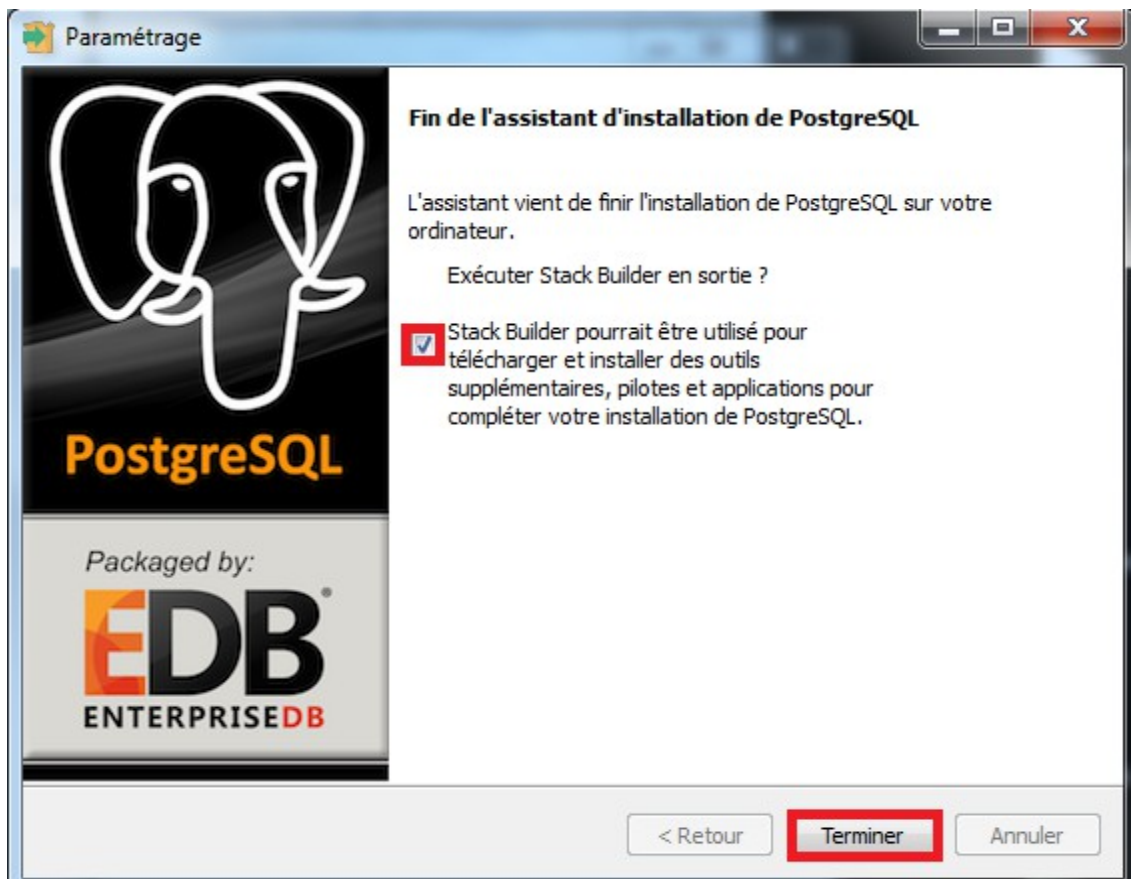 Paramétrage
Fin de l'assistant d'installation de PostgreSQL
L'assistant vient de finir l'installation de PostgreSQL sur votre
ordinateur.
Exécuter Stack Builder en sortie ?
Stack Builder pourrait être utilisé pour
télécharger et installer des outils
supplémentaires, pilotes et applications pour
compléter votre installation de PostgreSQL.
PostgreSQL
Packaged by:
EDB®
ENTERPRISEDB
< Retour
Terminer
Annuler